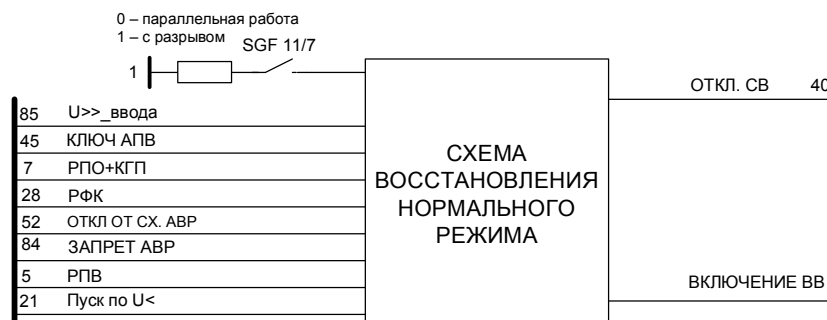 0 – параллельная работа
1 – с разрывом
SGF 11/7
1
ОТКЛ. СВ 40
85 U>>_ввода
45 КЛЮЧ АПВ
7 РПО+КГП
28 РФК
52 ОТКЛ ОТ СХ. АВР
84 ЗАПРЕТ АВР
5 РПВ
21 Пуск по U<
СХЕМА
ВОССТАНОВЛЕНИЯ
НОРМАЛЬНОГО
РЕЖИМА
ВКЛЮЧЕНИЕ ВВ